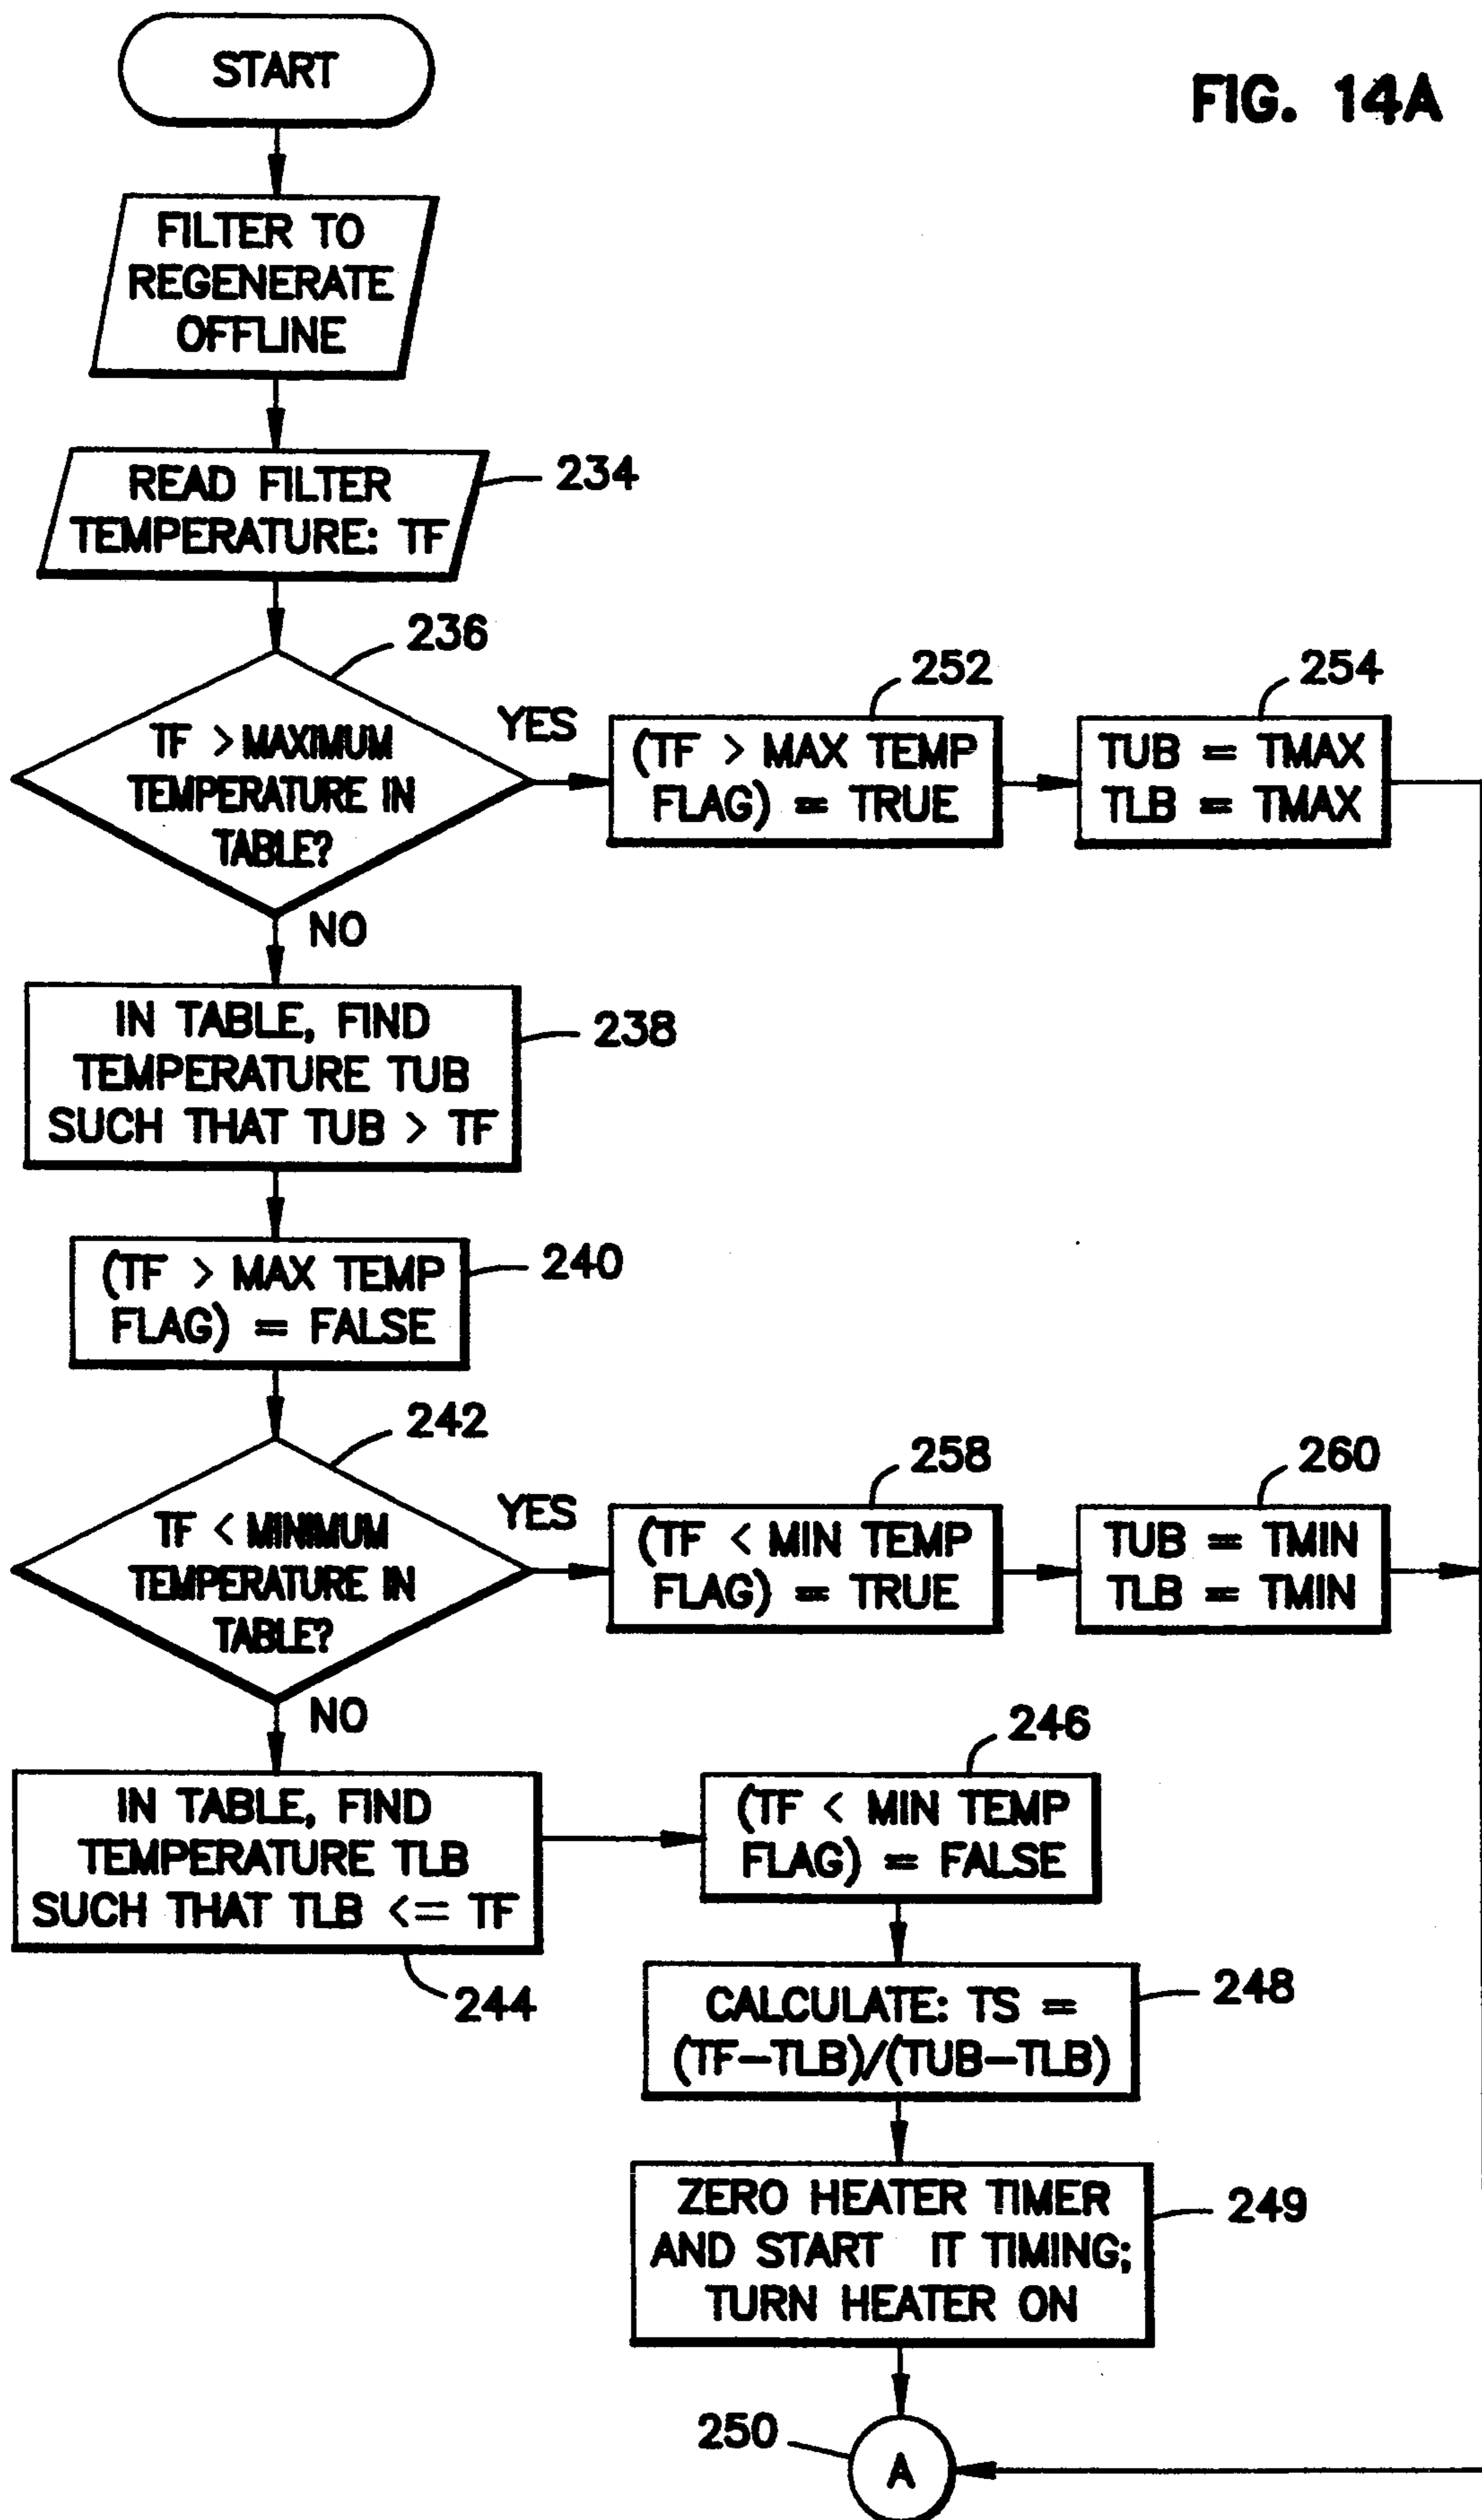 FIG. 14A
START
FILTER TO
REGENERATE
OFFLINE
READ FILTER
TEMPERATURE: TF
234
236
TF > MAXIMUM
TEMPERATURE IN
TABLE?
YES
NO
252
(TF > MAX TEMP
FLAG) = TRUE
254
TUB = TMAX
TLB = TMAX
IN TABLE, FIND
TEMPERATURE TUB
SUCH THAT TUB > TF
238
(TF > MAX TEMP
FLAG) = FALSE
240
242
TF < MINIMUM
TEMPERATURE IN
TABLE?
YES
NO
258
(TF < MIN TEMP
FLAG) = TRUE
260
TUB = TMIN
TLB = TMIN
IN TABLE, FIND
TEMPERATURE TLB
SUCH THAT TLB <= TF
244
246
(TF < MIN TEMP
FLAG) = FALSE
CALCULATE: TS =
(TF-TLB)/(TUB-TLB)
248
ZERO HEATER TIMER
AND START IT TIMING;
TURN HEATER ON
249
250
A